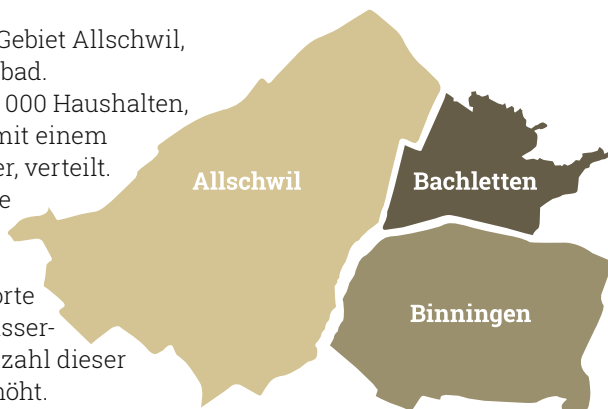 Gebiet Allschwil,
bad.
000 Haushalten,
mit einem
er, verteilt.
e
orte
sser-
zahl dieser
höht.
Allschwil
Bachletten
Binningen